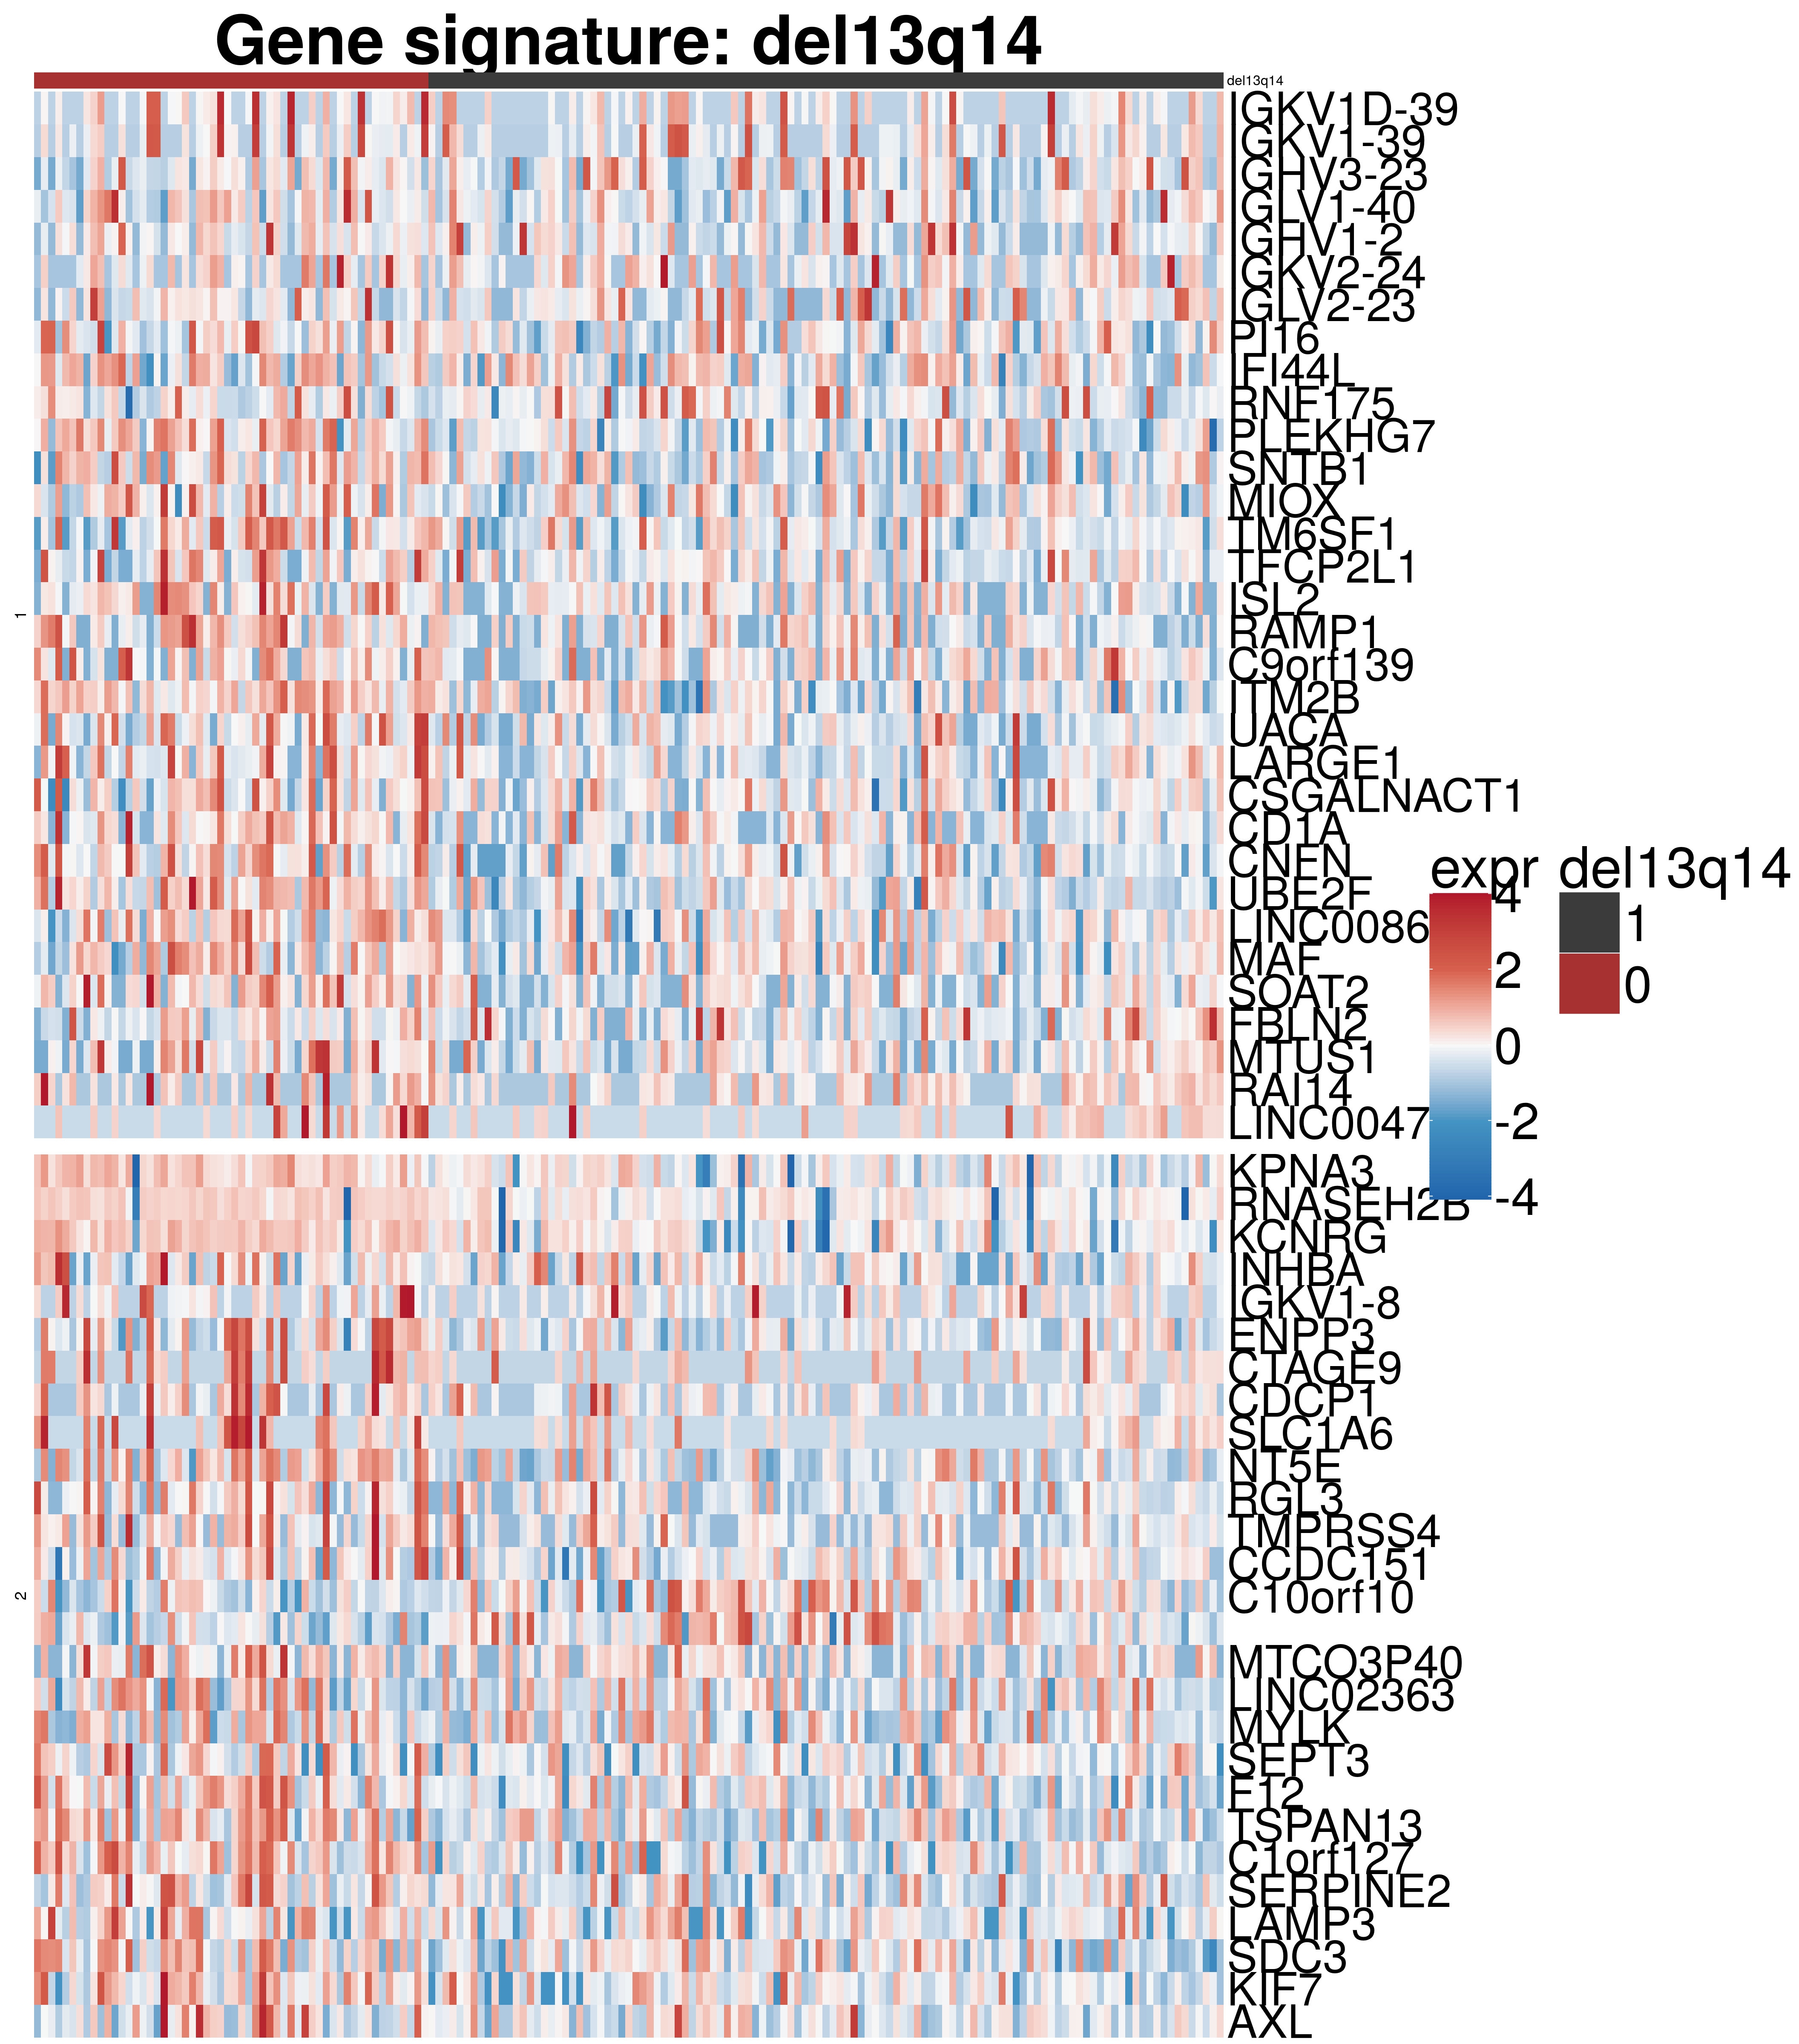 Gene signature: del13q14
del13q14
IGKV1D-39
IGKV1-39
IGHV3-23
IGLV1-40
IGHV1-2
IGKV2-24
IGLV2-23
PI16
IFI44L
RNF175
PLEKHG7
SNTB1
MIOX
TM6SF1
TFCP2L1
ISL2
RAMP1
C9orf139
ITM2B
UACA
LARGE1
CSGALNACT1
CD1A
CNFN
UBE2F
LINC0086
MAF
SOAT2
FBLN2
MTUS1
RAI14
LINC0047
1
KPNA3
RNASEH2B
KCNRG
INHBA
IGKV1-8
ENPP3
CTAGE9
CDCP1
SLC1A6
NT5E
RGL3
TMPRSS4
CCDC151
C10orf10
MTCO3P40
LINC02363
MYLK
SEPT3
F12
TSPAN13
C1orf127
SERPINE2
LAMP3
SDC3
KIF7
AXL
2
expr
4
2
0
-2
-4
del13q14
1
0